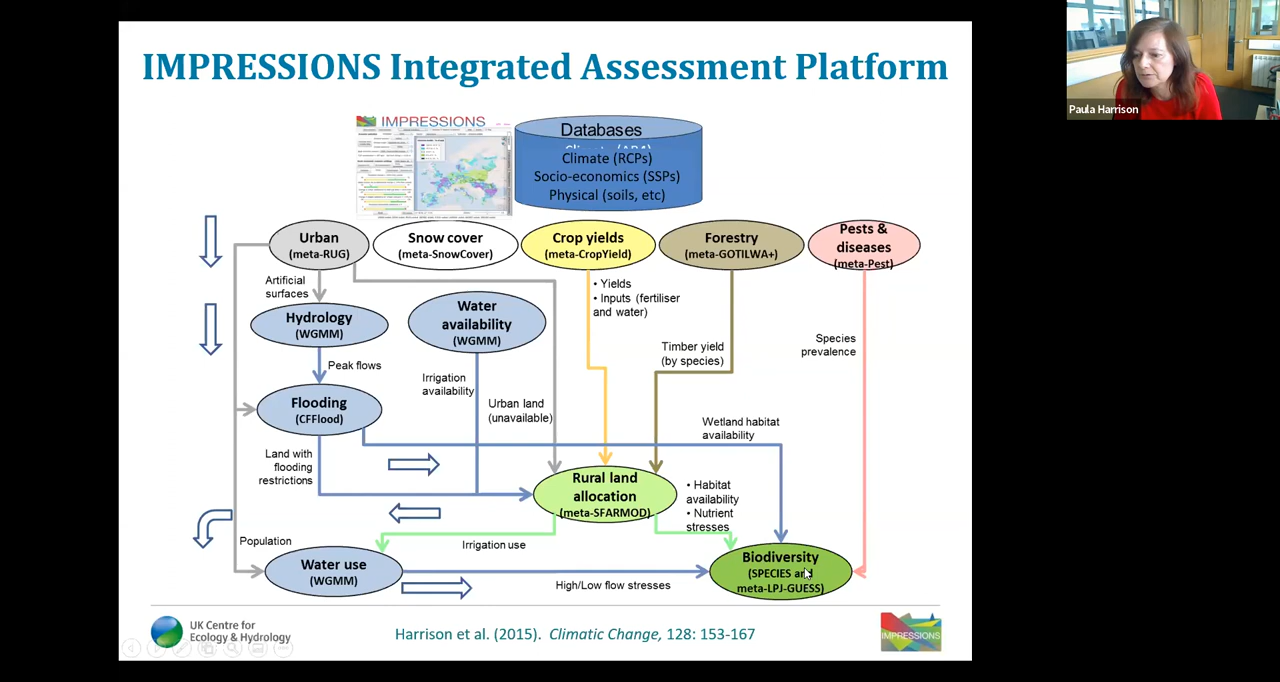 IMPRESSIONS Integrated Assessment Platform
Paula Harrison
IMPRESSIONS
Databases
Climate (RCPs)
Socio-economics (SSPs)
Physical (soils, etc)
Urban
(meta-RUG)
Snow cover
(meta-SnowCover)
Crop yields
(meta-CropYield)
Forestry
(meta-GOTILWA+)
Pests &
diseases
(meta-Pest)
Artificial
surfaces
• Yields
• Inputs (fertiliser
and water)
Hydrology
(WGMM)
Water
availability
(WGMM)
Species
prevalence
Timber yield
(by species)
Peak flows
Irrigation
availability
Flooding
(CFFlood)
Urban land
(unavailable)
Wetland habitat
availability
Land with
flooding
restrictions
Rural land
allocation
(meta-SFARMOD)
• Habitat
availability
• Nutrient
stresses
Population
Irrigation use
Water use
(WGMM)
High/Low flow stresses
Biodiversity
(SPECIES and
meta-LPJ-GUESS)
UK Centre for
Ecology & Hydrology
Harrison et al. (2015). Climatic Change, 128: 153-167
IMPRESSIONS